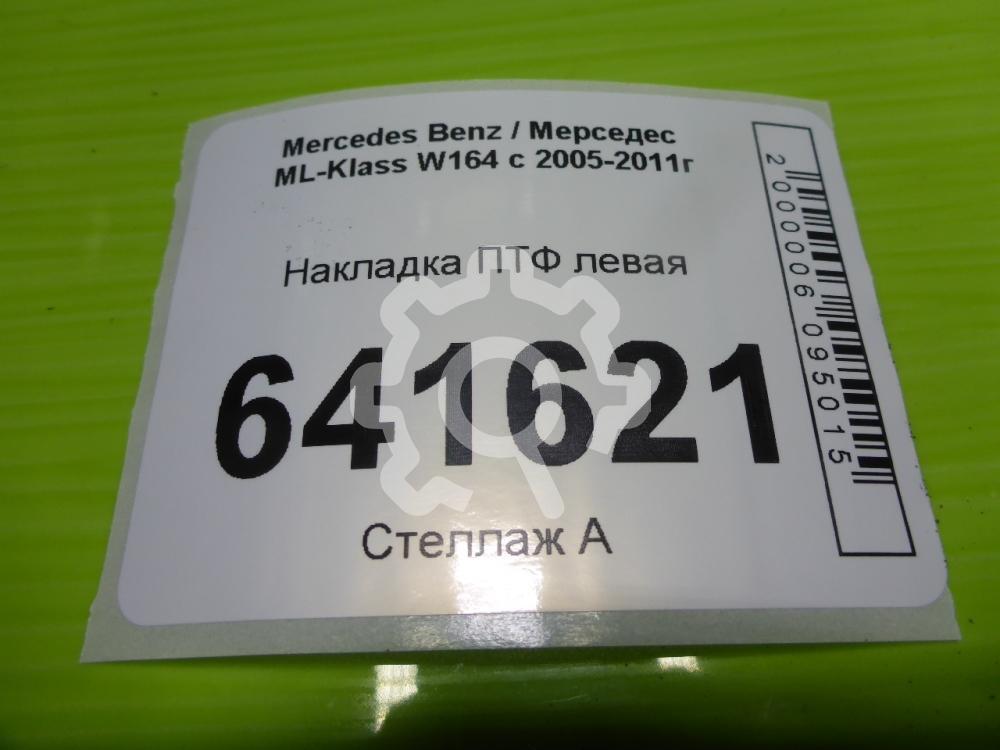 Mercedes Benz / Мерседес
ML-Klass W164 с 2005-2011г
Накладка ПТФ левая
641621
Стеллаж А
2000006095015